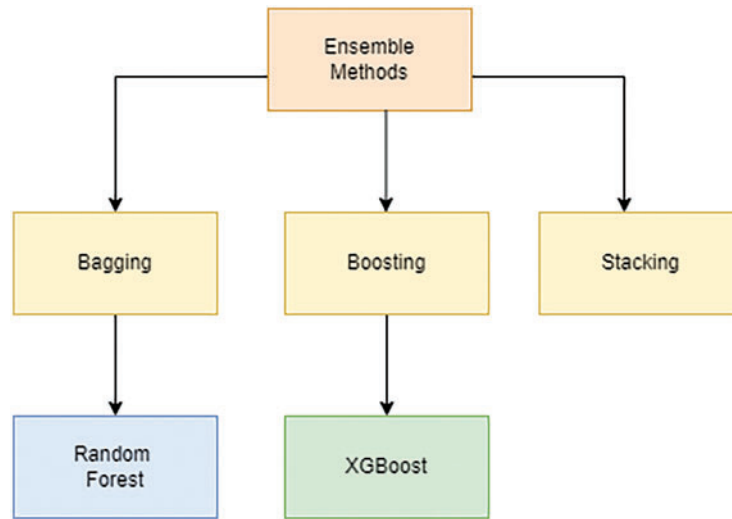 Ensemble
Methods
Bagging
Boosting
Stacking
Random
Forest
XGBoost